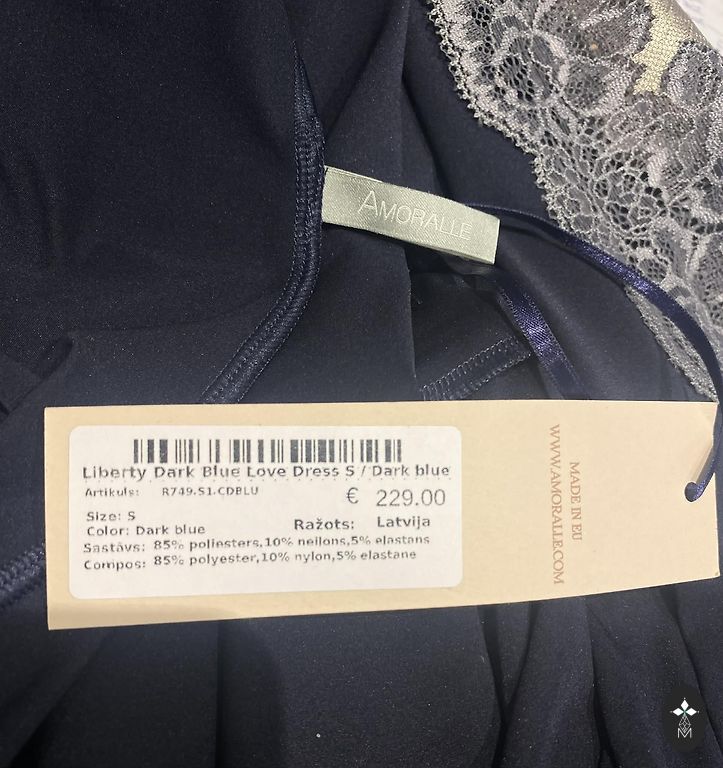 AMORALLE
Liberty Dark Blue Love Dress S / Dark blue
Artikuls: R749.S1.CDBLU
€ 229.00
Size: S
Color: Dark blue
Ražots: Latvija
Sastāvs: 85% poliesters,10% neilons,5% elastans
Compos: 85% polyester,10% nylon,5% elastane
MADE IN EU
WWW.AMORALLE.COM
M